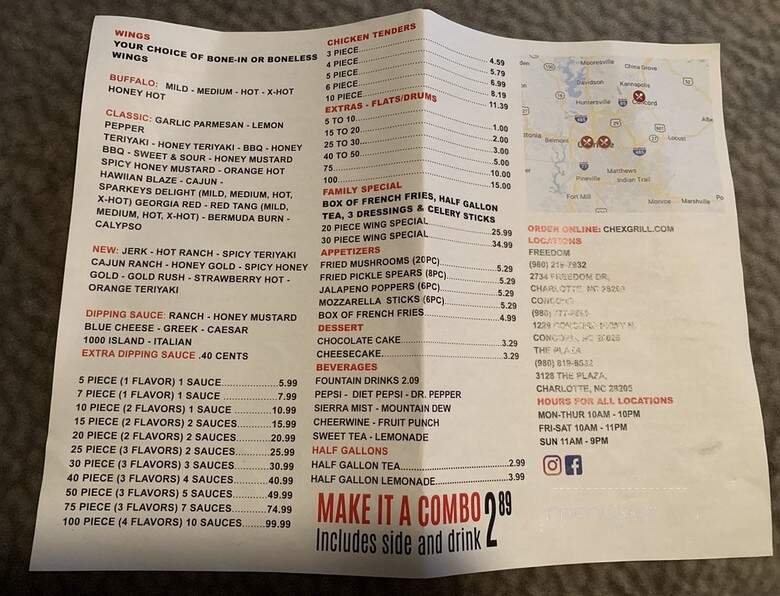 WINGS
YOUR CHOICE OF BONE-IN OR BONELESS
WINGS
BUFFALO: MILD - MEDIUM - HOT - X-HOT
HONEY HOT
CLASSIC: GARLIC PARMESAN - LEMON
PEPPER
TERIYAKI - HONEY TERIYAKI - BBQ - HONEY
BBQ - SWEET & SOUR - HONEY MUSTARD
SPICY HONEY MUSTARD - ORANGE HOT
HAWIIAN BLAZE - CAJUN -
SPARKEYS DELIGHT (MILD, MEDIUM, HOT,
X-HOT) GEORGIA RED - RED TANG (MILD,
MEDIUM, HOT, X-HOT) - BERMUDA BURN -
CALYPSO
NEW: JERK - HOT RANCH - SPICY TERIYAKI
CAJUN RANCH - HONEY GOLD - SPICY HONEY
GOLD - GOLD RUSH - STRAWBERRY HOT -
ORANGE TERIYAKI
DIPPING SAUCE: RANCH - HONEY MUSTARD
BLUE CHEESE - GREEK - CAESAR
1000 ISLAND - ITALIAN
EXTRA DIPPING SAUCE .40 CENTS
5 PIECE (1 FLAVOR) 1 SAUCE.............5.99
7 PIECE (1 FLAVOR) 1 SAUCE.............7.99
10 PIECE (2 FLAVORS) 1 SAUCE.........10.99
15 PIECE (2 FLAVORS) 2 SAUCES.......15.99
20 PIECE (2 FLAVORS) 2 SAUCES.......20.99
25 PIECE (3 FLAVORS) 2 SAUCES.......25.99
30 PIECE (3 FLAVORS) 3 SAUCES.......30.99
40 PIECE (3 FLAVORS) 4 SAUCES.......40.99
50 PIECE (3 FLAVORS) 5 SAUCES.......49.99
75 PIECE (3 FLAVORS) 7 SAUCES.......74.99
100 PIECE (4 FLAVORS) 10 SAUCES.....99.99
CHICKEN TENDERS
3 PIECE......4.59
4 PIECE......5.79
5 PIECE......6.99
6 PIECE......8.19
10 PIECE......11.39
EXTRAS - FLATS/DRUMS
5 TO 10......1.00
15 TO 20......2.00
25 TO 30......3.00
40 TO 50......5.00
75......10.00
100......15.00
FAMILY SPECIAL
BOX OF FRENCH FRIES, HALF GALLON
TEA, 3 DRESSINGS & CELERY STICKS
20 PIECE WING SPECIAL......25.99
30 PIECE WING SPECIAL......34.99
APPETIZERS
FRIED MUSHROOMS (20PC)......5.29
FRIED PICKLE SPEARS (8PC)......5.29
JALAPENO POPPERS (6PC)......5.29
MOZZARELLA STICKS (6PC)......5.29
BOX OF FRENCH FRIES......4.99
DESSERT
CHOCOLATE CAKE......3.29
CHEESECAKE......3.29
BEVERAGES
FOUNTAIN DRINKS 2.09
PEPSI - DIET PEPSI - DR. PEPPER
SIERRA MIST - MOUNTAIN DEW
CHEERWINE - FRUIT PUNCH
SWEET TEA - LEMONADE
HALF GALLONS
HALF GALLON TEA......2.99
HALF GALLON LEMONADE......3.99
MAKE IT A COMBO 2 89
Includes side and drink
Mooresville
China Grove
Davidson
Kannapolis
Huntersville
Concord
Belmont
Locust
Matthews
Pineville
Indian Trail
Fort Mill
Monroe
Marshville
ORDER ONLINE: CHEXGRILL.COM
LOCATIONS
FREEDOM
(980) 219-7932
2734 FREEDOM DR,
CHARLOTTE, NC
CONCORD
(980)
1229
THE PLAZA
(980) 819-8532
3128 THE PLAZA,
CHARLOTTE, NC 28205
HOURS FOR ALL LOCATIONS
MON-THUR 10AM - 10PM
FRI-SAT 10AM - 11PM
SUN 11AM - 9PM